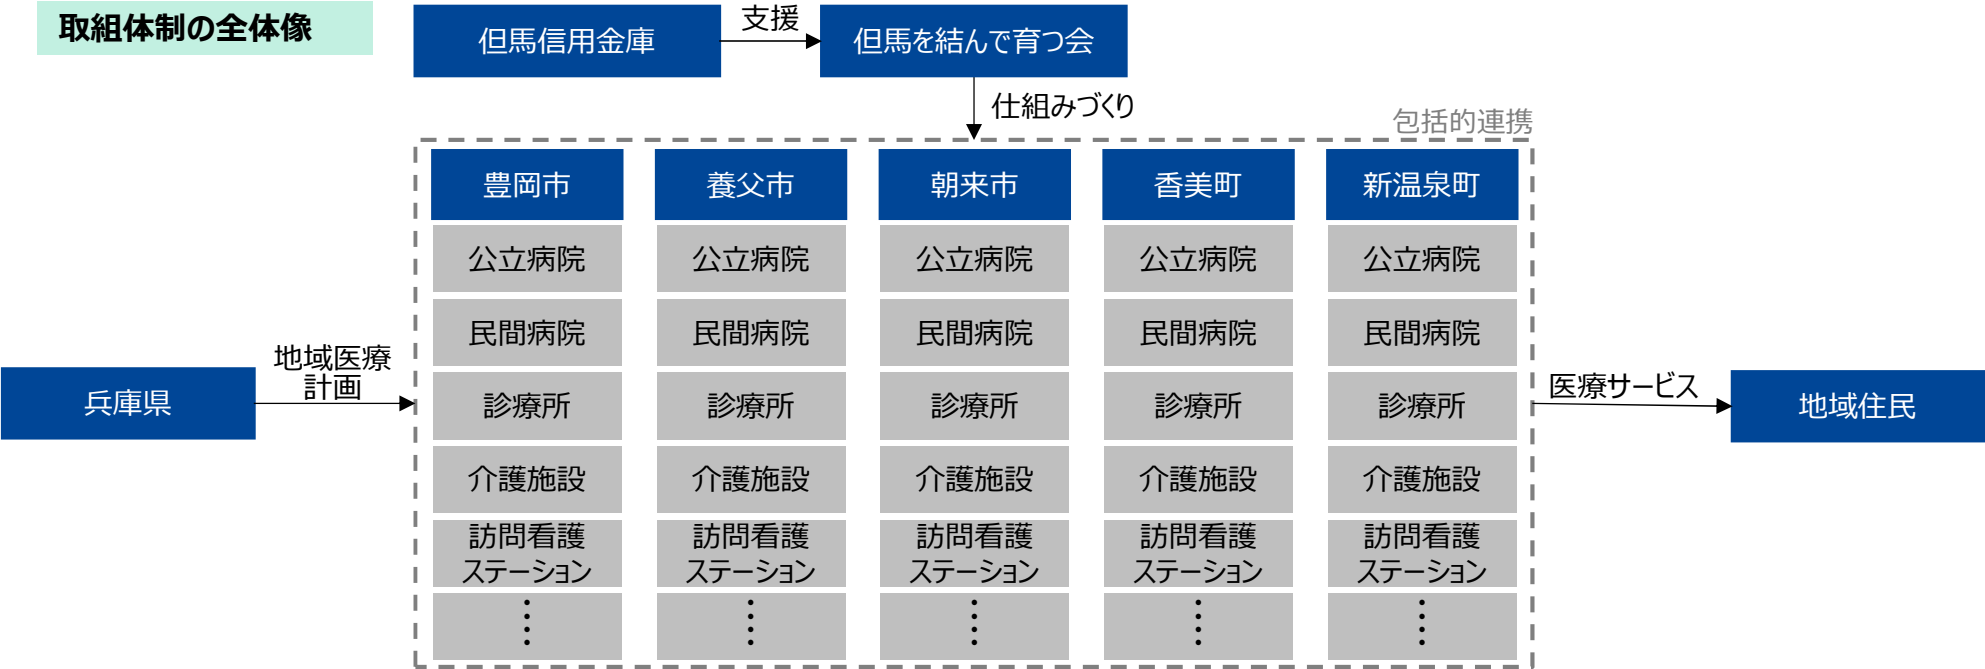 取組体制の全体像
但馬信用金庫
支援
但馬を結んで育つ会
仕組みづくり
包括的連携
豊岡市
養父市
朝来市
香美町
新温泉町
公立病院
公立病院
公立病院
公立病院
公立病院
民間病院
民間病院
民間病院
民間病院
民間病院
兵庫県
地域医療
計画
診療所
診療所
診療所
診療所
診療所
医療サービス
地域住民
介護施設
介護施設
介護施設
介護施設
介護施設
訪問看護
ステーション
訪問看護
ステーション
訪問看護
ステーション
訪問看護
ステーション
訪問看護
ステーション